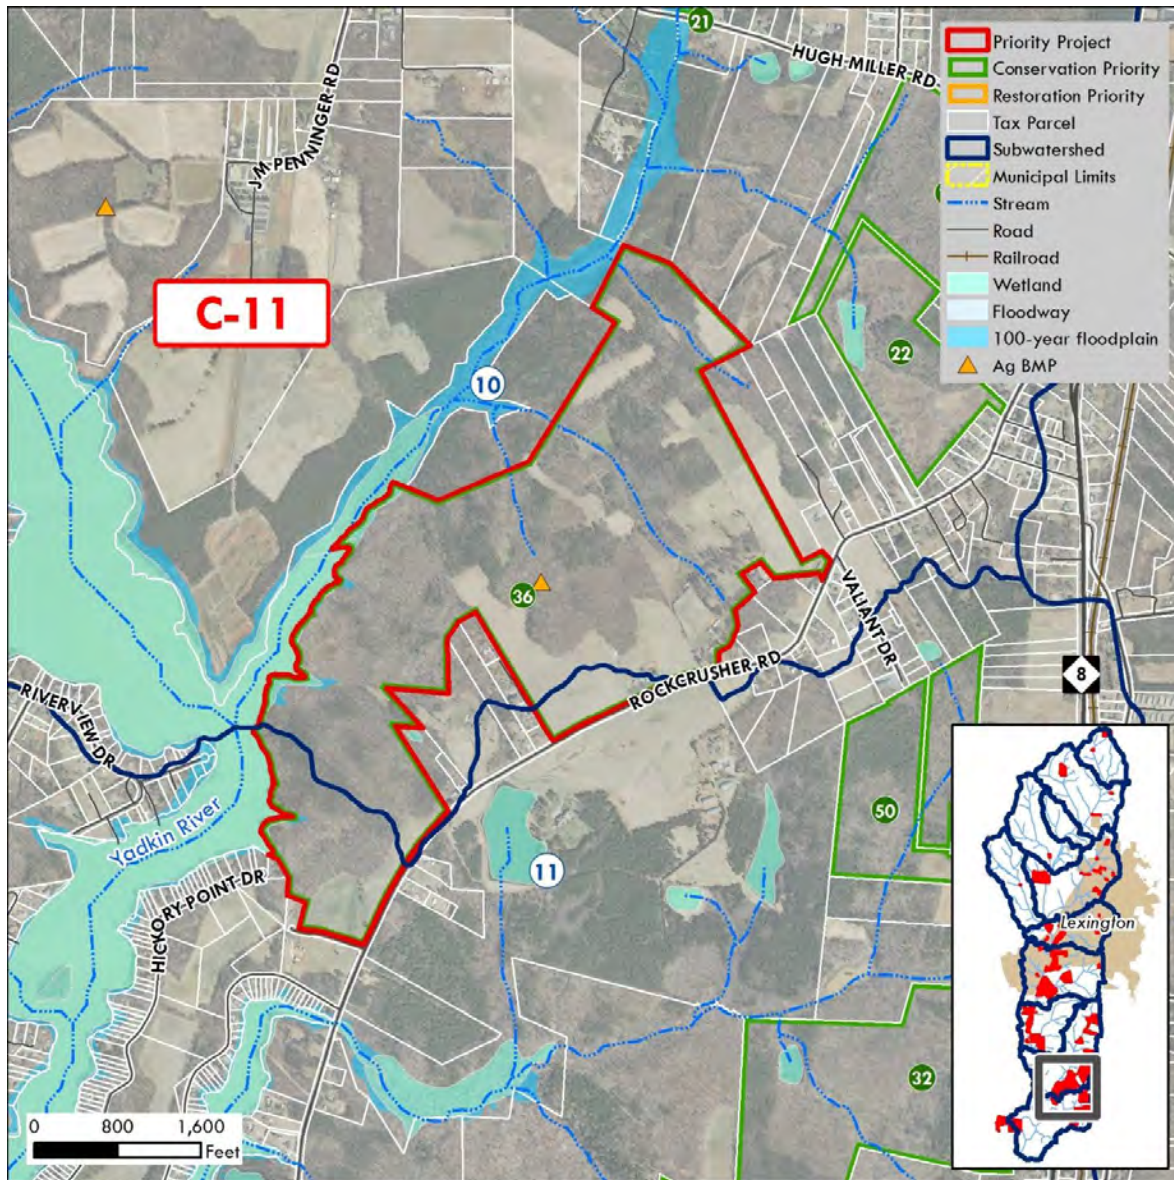 21
HUGH MILLER RD
J M PENNINGER RD
Priority Project
Conservation Priority
Restoration Priority
Tax Parcel
Subwatershed
Municipal Limits
Stream
Road
Railroad
Wetland
Floodway
100-year floodplain
Ag BMP
C-11
22
10
36
VALIANT DR
ROCKCRUSHER RD
8
RIVERVIEW DR
Yadkin River
50
11
HICKORY POINT DR
Lexington
32
0 800 1,600
Feet